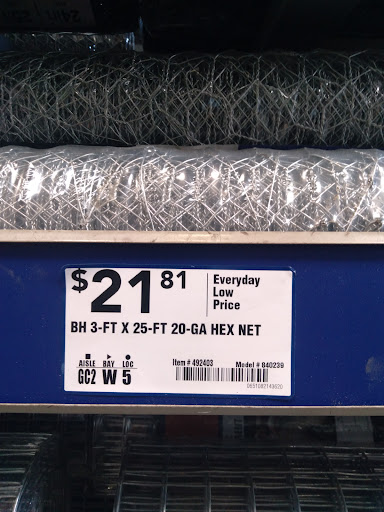 $21.81
Everyday
Low
Price
BH 3-FT X 25-FT 20-GA HEX NET
AISLE BAY LOC
GC2 W 5
Item # 492403 Model # 840239